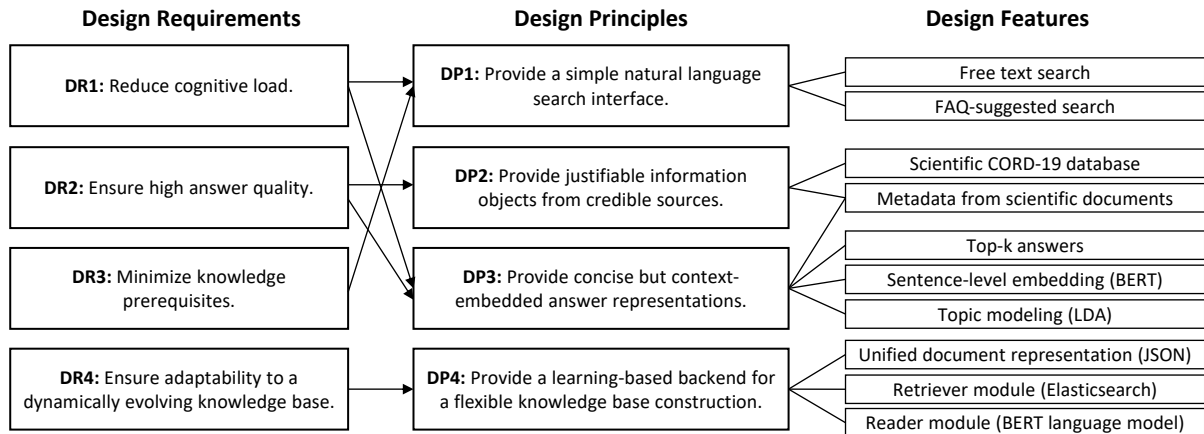 Design Requirements
Design Principles
Design Features
DR1: Reduce cognitive load.
DR2: Ensure high answer quality.
DR3: Minimize knowledge
prerequisites.
DR4: Ensure adaptability to a
dynamically evolving knowledge base.
DP1: Provide a simple natural language
search interface.
DP2: Provide justifiable information
objects from credible sources.
DP3: Provide concise but context-
embedded answer representations.
DP4: Provide a learning-based backend for
a flexible knowledge base construction.
Free text search
FAQ-suggested search
Scientific CORD-19 database
Metadata from scientific documents
Top-k answers
Sentence-level embedding (BERT)
Topic modeling (LDA)
Unified document representation (JSON)
Retriever module (Elasticsearch)
Reader module (BERT language model)